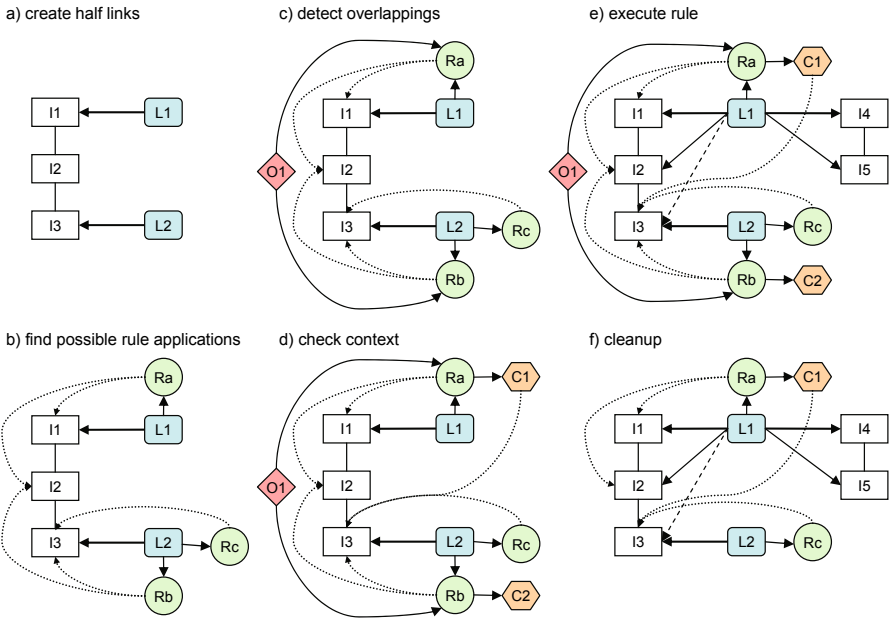 a) create half links
I1
L1
I2
I3
L2
c) detect overlappings
Ra
I1
L1
O1
I2
I3
L2
Rc
Rb
e) execute rule
Ra
C1
I1
L1
I4
O1
I2
I5
I3
L2
Rc
Rb
C2
b) find possible rule applications
Ra
I1
L1
I2
I3
L2
Rc
Rb
d) check context
Ra
C1
I1
L1
O1
I2
I3
L2
Rc
Rb
C2
f) cleanup
Ra
C1
I1
L1
I4
I2
I5
I3
L2
Rc